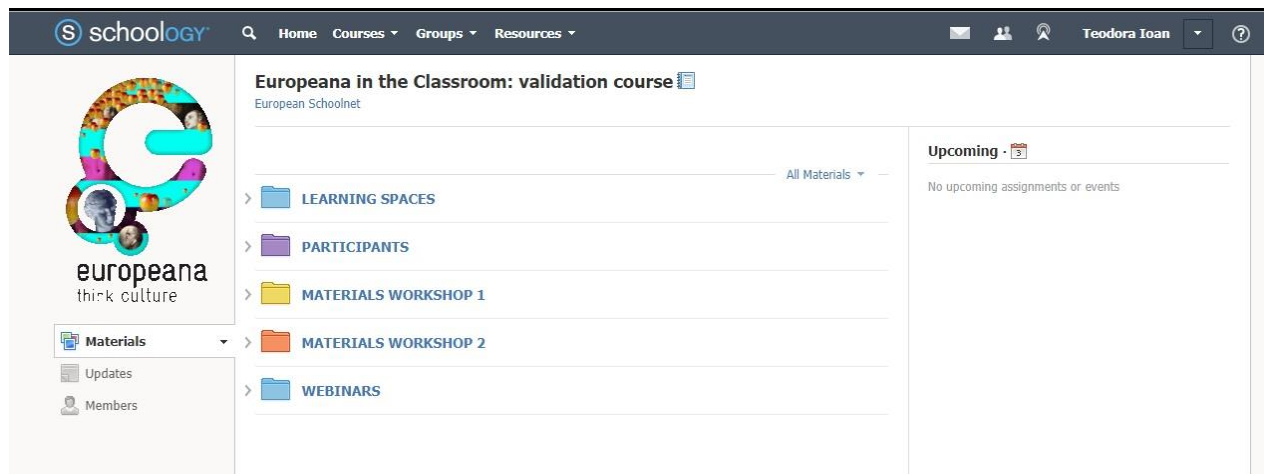 S schoology Home Courses Groups Resources Teodora Ioan ?
Europeana in the Classroom: validation course
European Schoolnet
europeana
think culture
Materials
Updates
Members
All Materials
LEARNING SPACES
PARTICIPANTS
MATERIALS WORKSHOP 1
MATERIALS WORKSHOP 2
WEBINARS
Upcoming · 3
No upcoming assignments or events